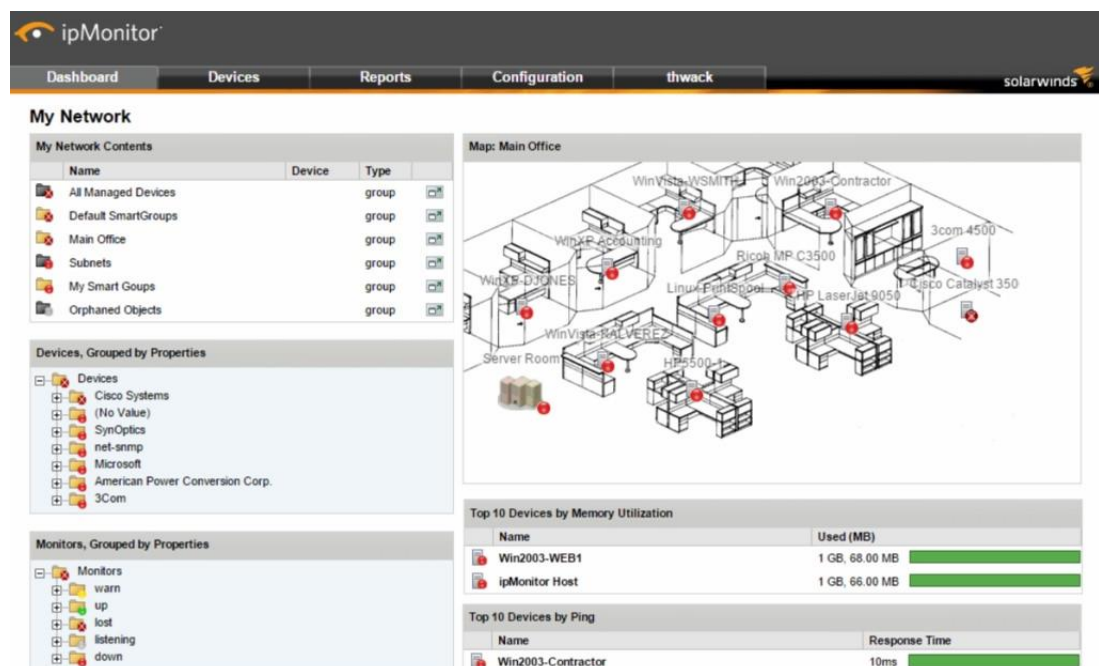 ipMonitor
Dashboard Devices Reports Configuration thwack
solarwinds
My Network
My Network Contents
Name Device Type
All Managed Devices group
Default SmartGroups group
Main Office group
Subnets group
My Smart Goups group
Orphaned Objects group
Devices, Grouped by Properties
Devices
Cisco Systems
(No Value)
SynOptics
net-snmp
Microsoft
American Power Conversion Corp.
3Com
Monitors, Grouped by Properties
Monitors
warn
up
lost
listening
down
Map: Main Office
WinVista-WSMITH Win2003-Contractor
3com 4500
WinXP Accounting
Ricoh MP C3500
WinXP-DJONES
Linux-PrintSpool
HP LaserJet 9050
Cisco Catalyst 350
WinVista-RALVEREZ
Server Room
HP5500-1
Top 10 Devices by Memory Utilization
Name Used (MB)
Win2003-WEB1 1 GB, 68.00 MB
ipMonitor Host 1 GB, 66.00 MB
Top 10 Devices by Ping
Name Response Time
Win2003-Contractor 10ms